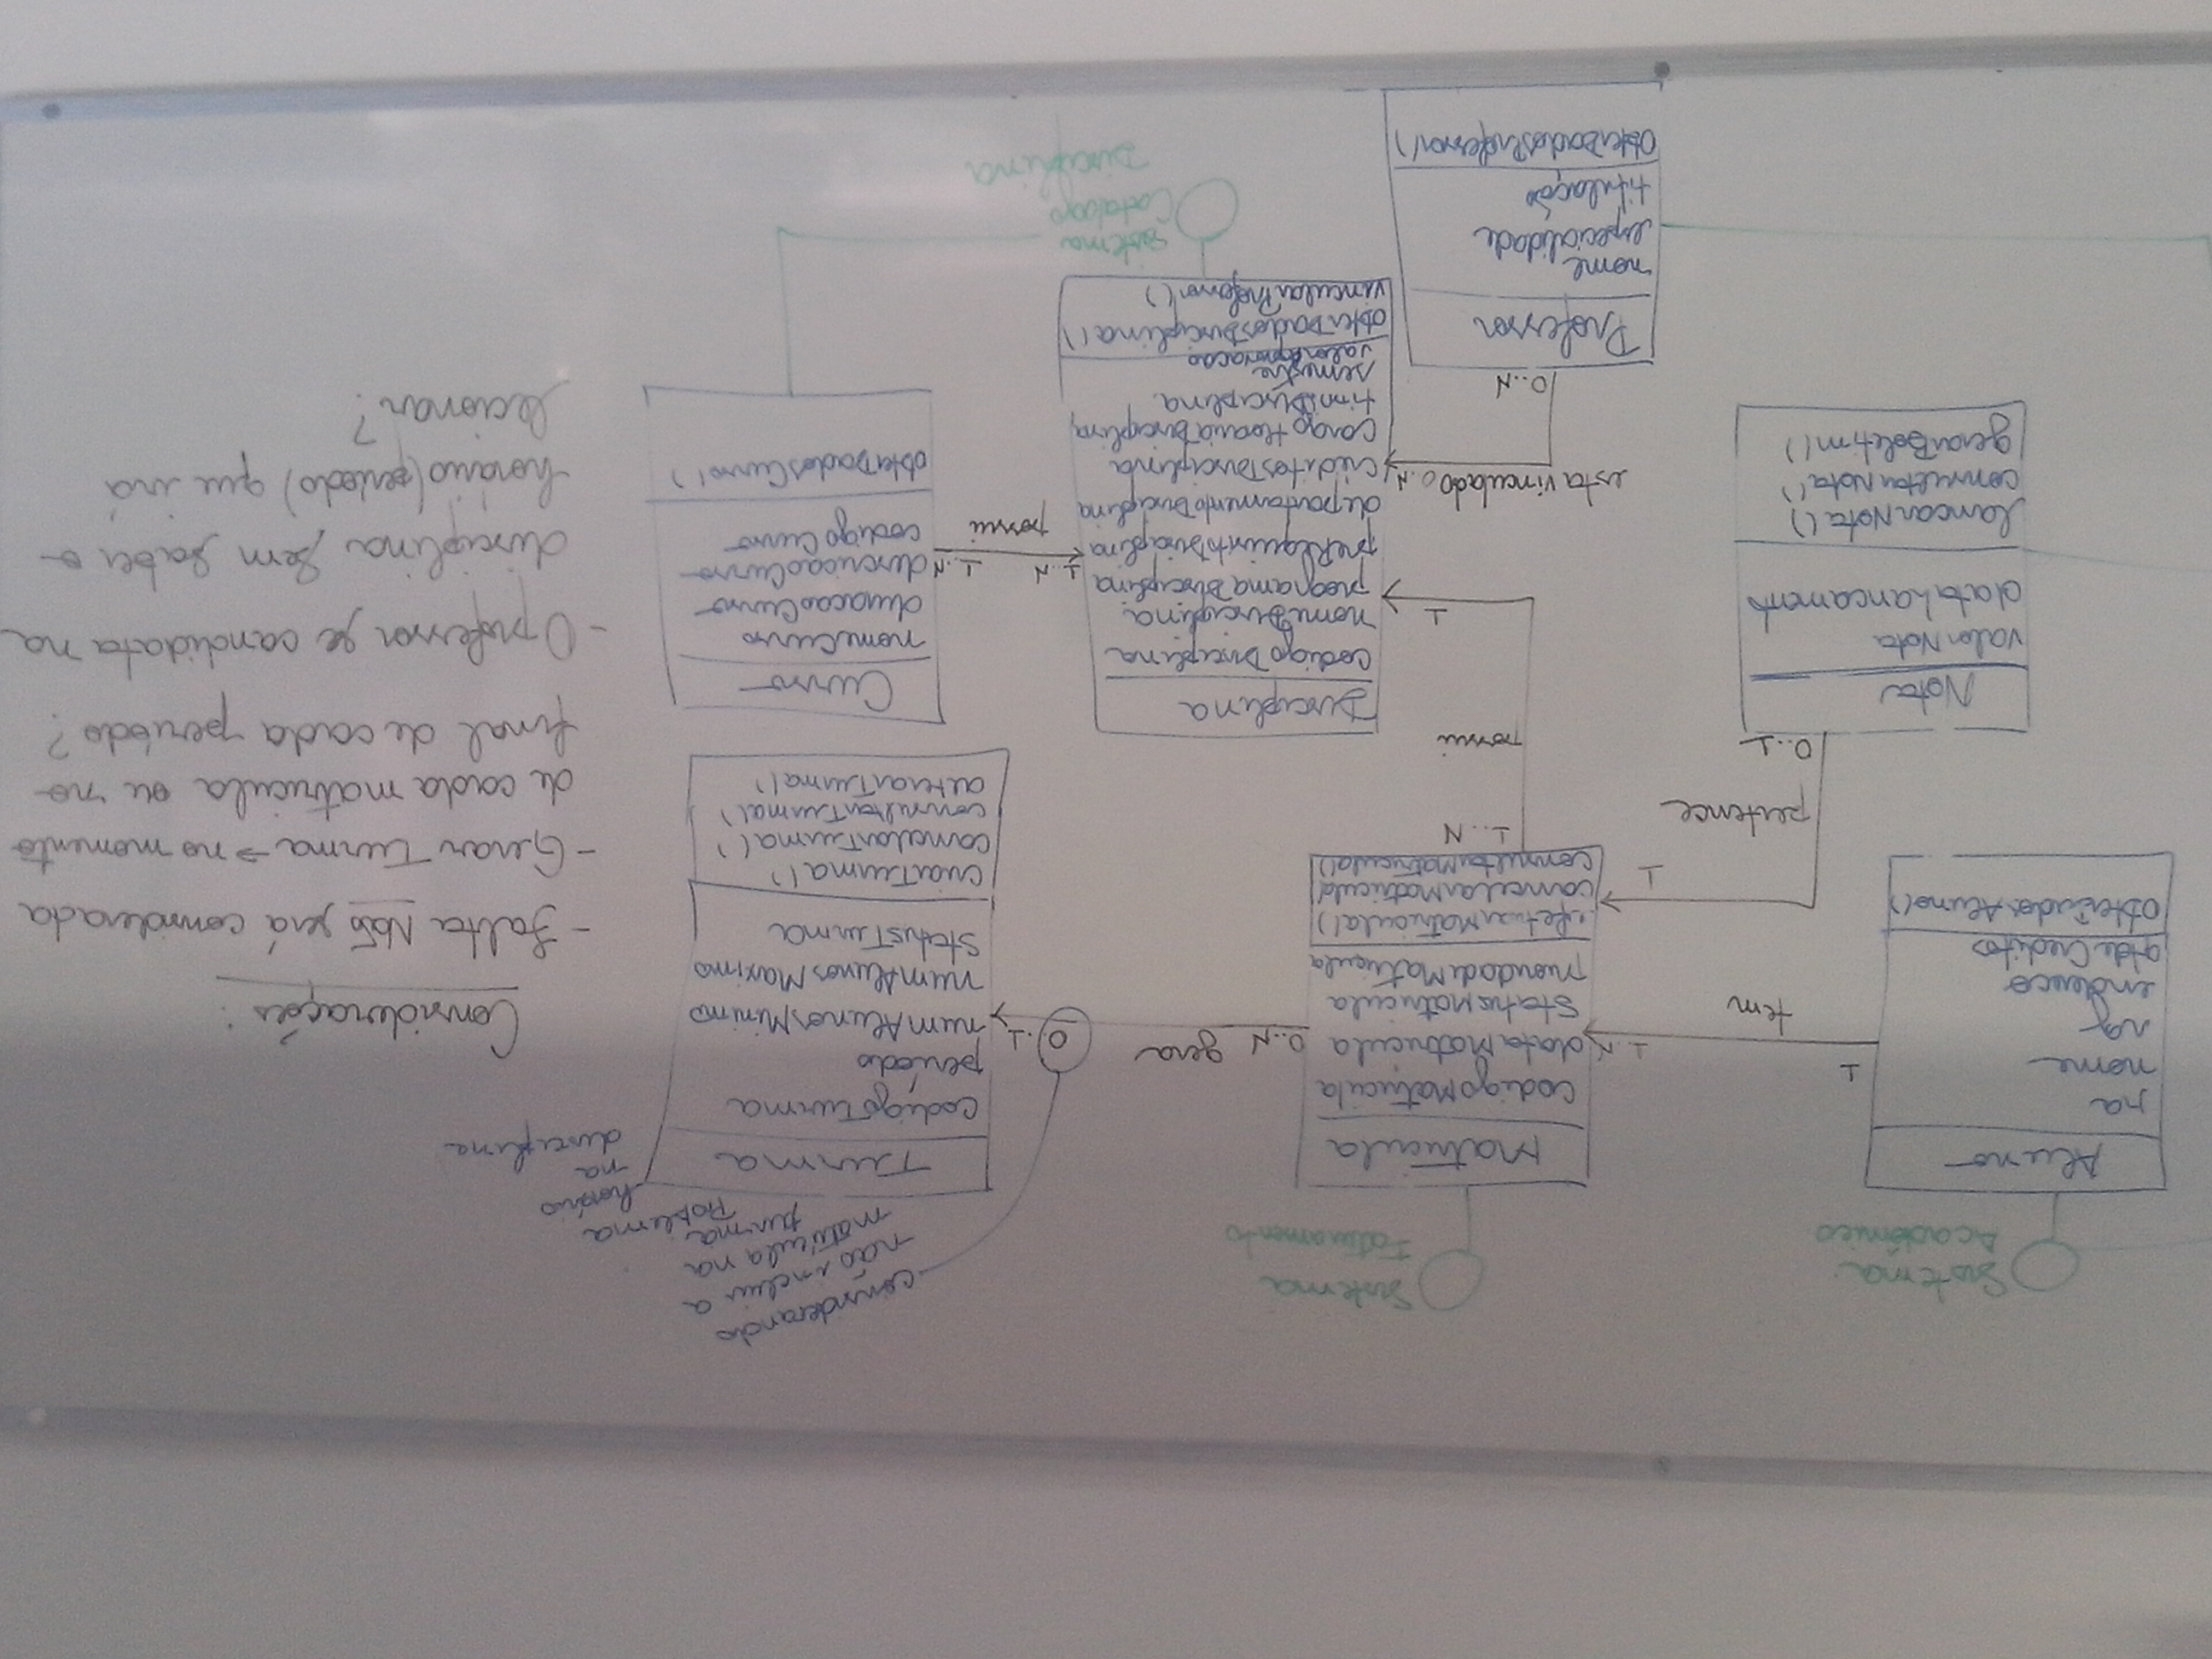 Sistema
Acadêmico
Sistema
Faturamento
considerando
não incluir a
matrícula na
turma
Problema
horário
na
disciplina
Aluno
ra
nome
rg
endereco
qtdeCreditos
obterDadosAluno()
1
tem
1..N
Matricula
codigoMatricula
dataMatricula
StatusMatricula
prioridadeMatricula
efetuarMatricula()
cancelarMatricula()
consultarMatricula()
0..N gera
0..1
Turma
codigoTurma
período
numAlunosMinimo
numAlunosMaximo
StatusTurma
criarTurma()
cancelarTurma()
consultarTurma()
alterarTurma()
1
pertence
0..1
Nota
valorNota
dataLancamento
lancarNota()
consultarNota()
gerarBoletim()
1..N
possui
1
Disciplina
codigoDisciplina
nomeDisciplina
programaDisciplina
preRequisitoDisciplina
departamentoDisciplina
créditosDisciplina
cargaHorariaDisciplina
semestre
valorAprovacao
obterDadosDisciplina()
vincularProfessor()
1..N
1..N
possui
Curso
nomeCurso
duracaoCurso
descricaoCurso
codigoCurso
obterDadosCurso()
esta vinculado 0..N
0..N
Professor
nome
especialidade
titulação
obterDadosProfessor()
Sistema
Catalogo
Disciplina
Considerações:
- Falta Não será considerada
- Gerar Turma → no momento
de cada matricula ou no
final de cada período?
- O professor se candidata na
disciplina sem saber o
horário (período) que irá
lecionar?